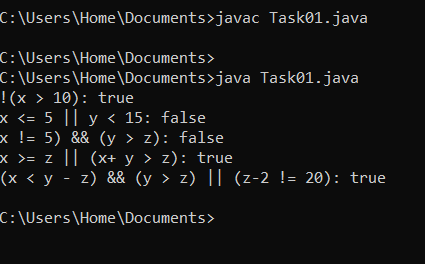 C:\Users\Home\Documents>javac Task01.java
C:\Users\Home\Documents>
C:\Users\Home\Documents>java Task01.java
!(x > 10): true
x <= 5 || y < 15: false
x != 5) && (y > z): false
x >= z || (x+ y > z): true
(x < y - z) && (y > z) || (z-2 != 20): true
C:\Users\Home\Documents>